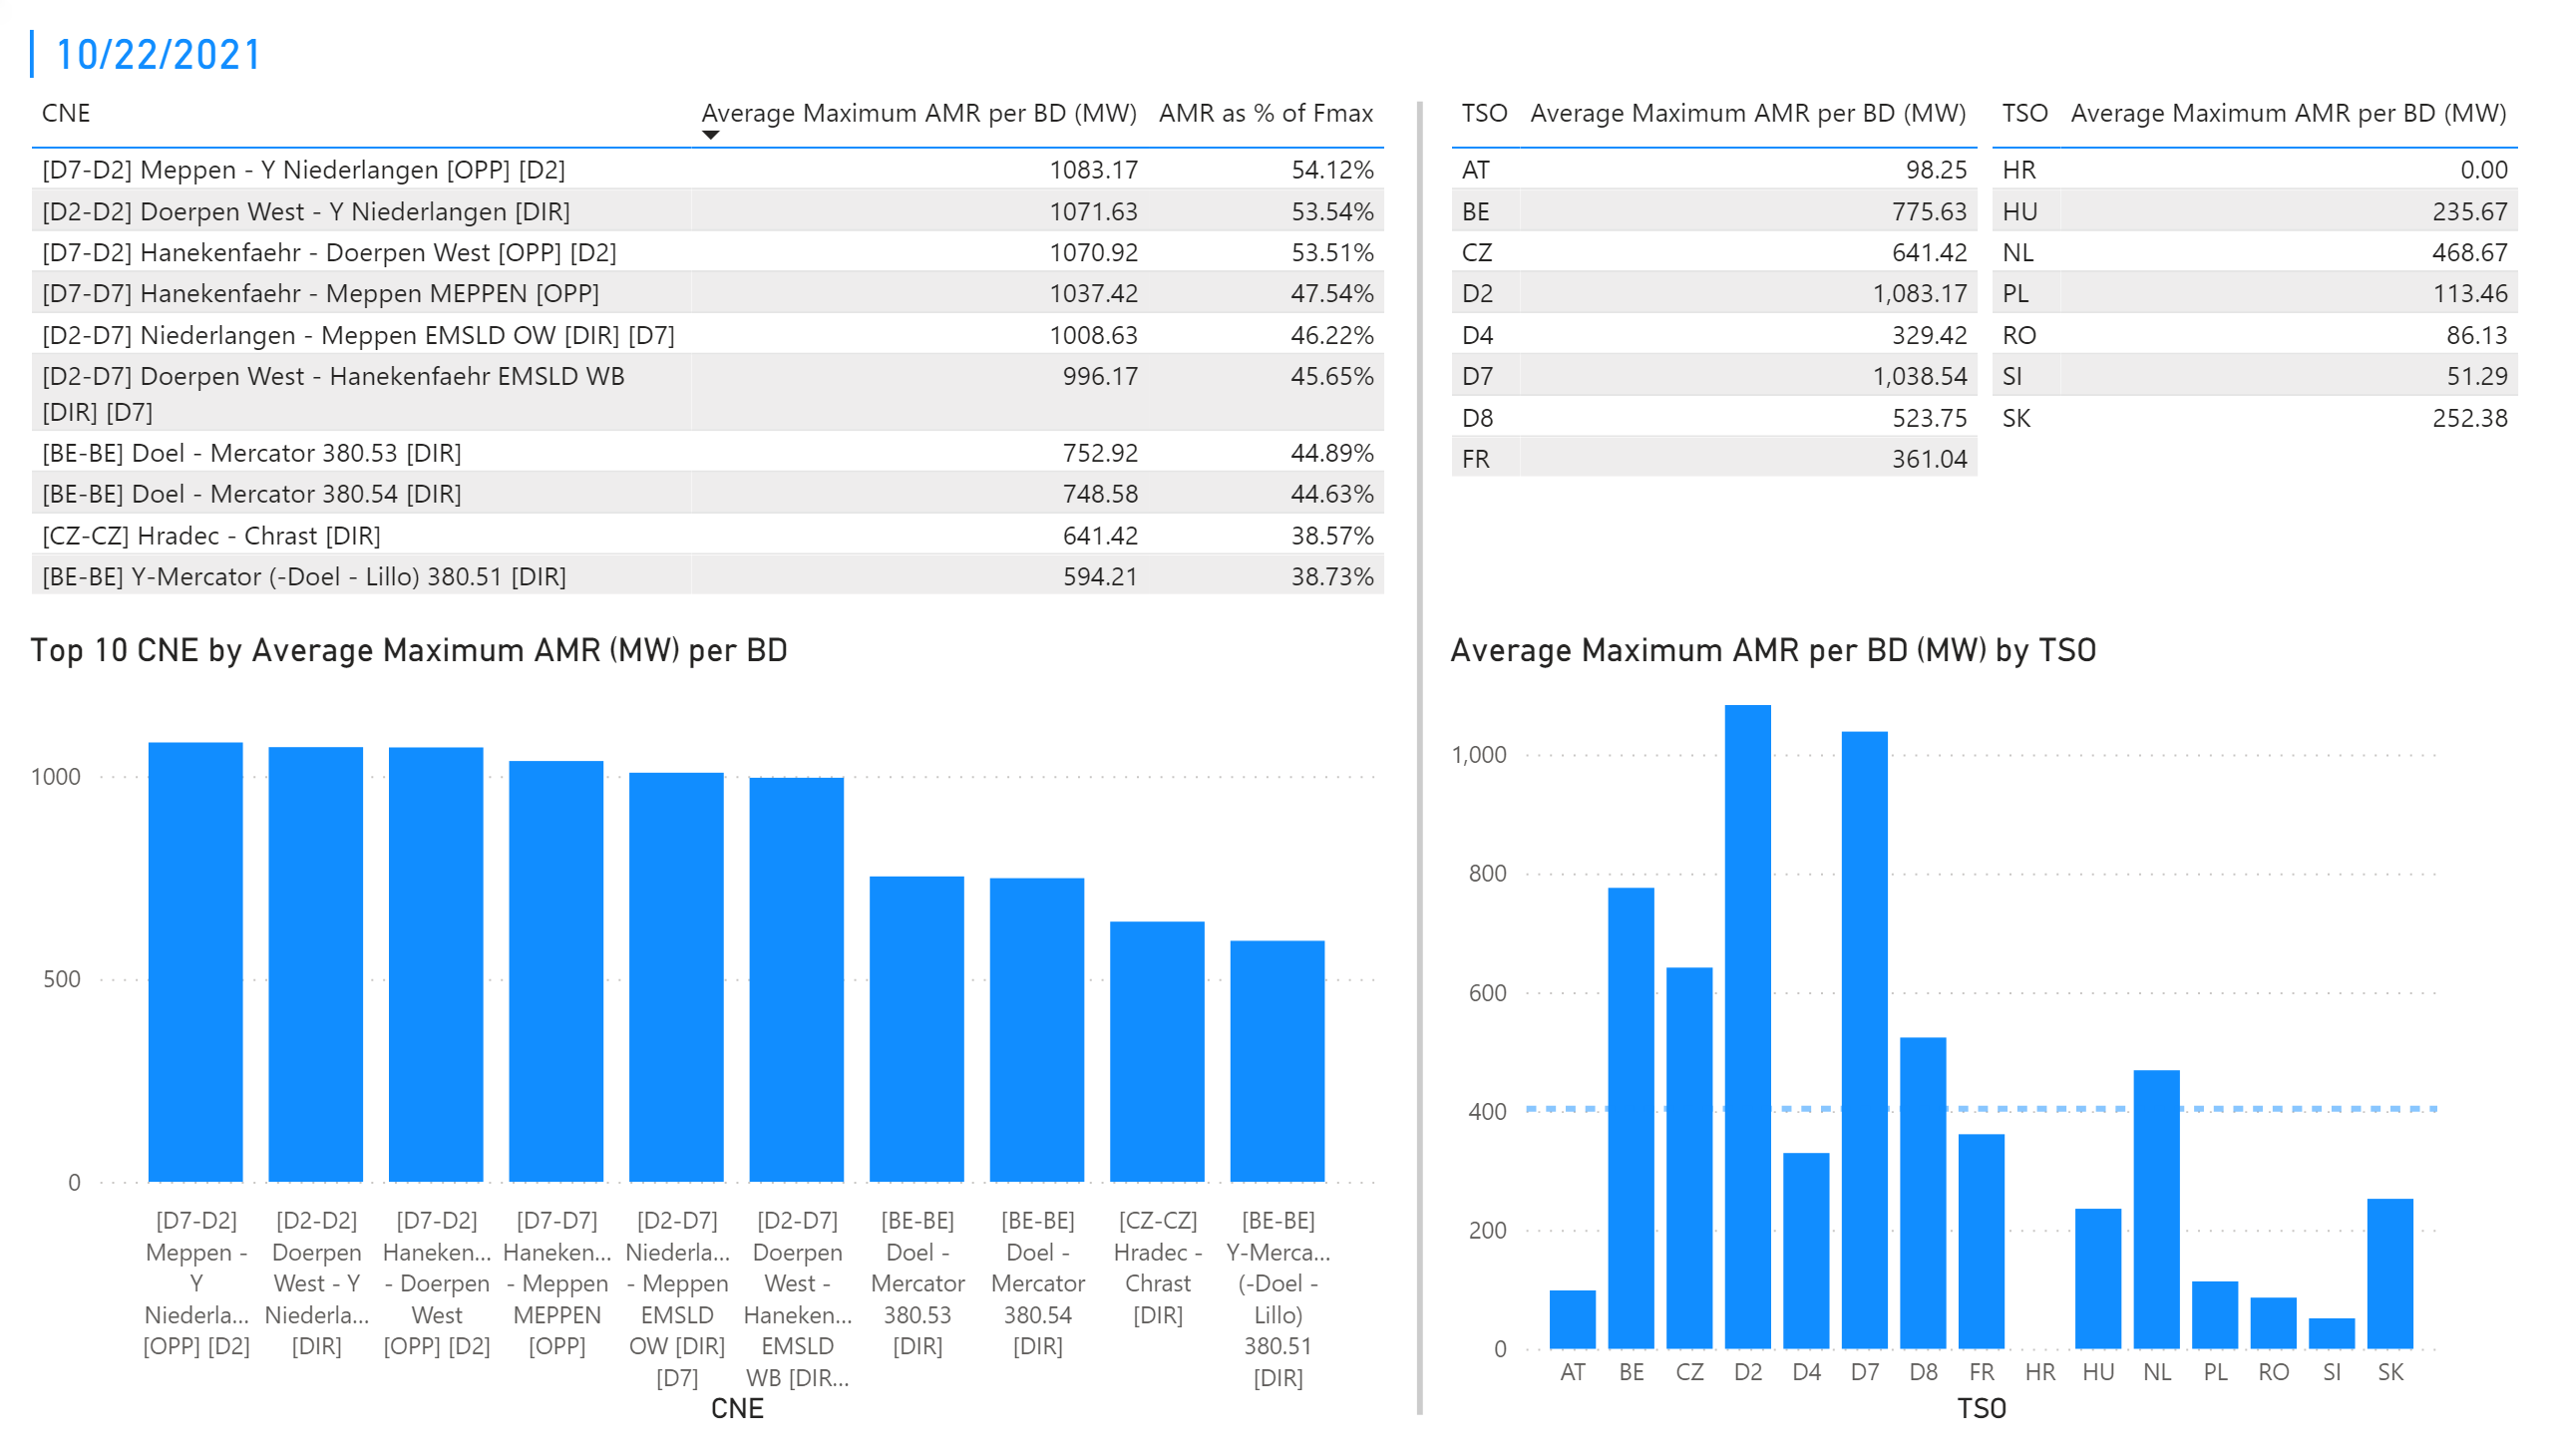 10/22/2021
CNE Average Maximum AMR per BD (MW) AMR as % of Fmax
[D7-D2] Meppen - Y Niederlangen [OPP] [D2] 1083.17 54.12%
[D2-D2] Doerpen West - Y Niederlangen [DIR] 1071.63 53.54%
[D7-D2] Hanekenfaehr - Doerpen West [OPP] [D2] 1070.92 53.51%
[D7-D7] Hanekenfaehr - Meppen MEPPEN [OPP] 1037.42 47.54%
[D2-D7] Niederlangen - Meppen EMSLD OW [DIR] [D7] 1008.63 46.22%
[D2-D7] Doerpen West - Hanekenfaehr EMSLD WB 996.17 45.65%
[DIR] [D7]
[BE-BE] Doel - Mercator 380.53 [DIR] 752.92 44.89%
[BE-BE] Doel - Mercator 380.54 [DIR] 748.58 44.63%
[CZ-CZ] Hradec - Chrast [DIR] 641.42 38.57%
[BE-BE] Y-Mercator (-Doel - Lillo) 380.51 [DIR] 594.21 38.73%
TSO Average Maximum AMR per BD (MW)
AT 98.25
BE 775.63
CZ 641.42
D2 1,083.17
D4 329.42
D7 1,038.54
D8 523.75
FR 361.04
TSO Average Maximum AMR per BD (MW)
HR 0.00
HU 235.67
NL 468.67
PL 113.46
RO 86.13
SI 51.29
SK 252.38
Top 10 CNE by Average Maximum AMR (MW) per BD
1000
500
0
[D7-D2]
Meppen -
Y
Niederla...
[OPP] [D2]
[D2-D2]
Doerpen
West - Y
Niederla...
[DIR]
[D7-D2]
Haneken...
- Doerpen
West
[OPP] [D2]
[D7-D7]
Haneken...
- Meppen
MEPPEN
[OPP]
[D2-D7]
Niederla...
- Meppen
EMSLD
OW [DIR]
[D7]
[D2-D7]
Doerpen
West -
Haneken...
EMSLD
WB [DIR...
[BE-BE]
Doel -
Mercator
380.53
[DIR]
[BE-BE]
Doel -
Mercator
380.54
[DIR]
[CZ-CZ]
Hradec -
Chrast
[DIR]
[BE-BE]
Y-Merca...
(-Doel -
Lillo)
380.51
[DIR]
CNE
Average Maximum AMR per BD (MW) by TSO
1,000
800
600
400
200
0
AT BE CZ D2 D4 D7 D8 FR HR HU NL PL RO SI SK
TSO